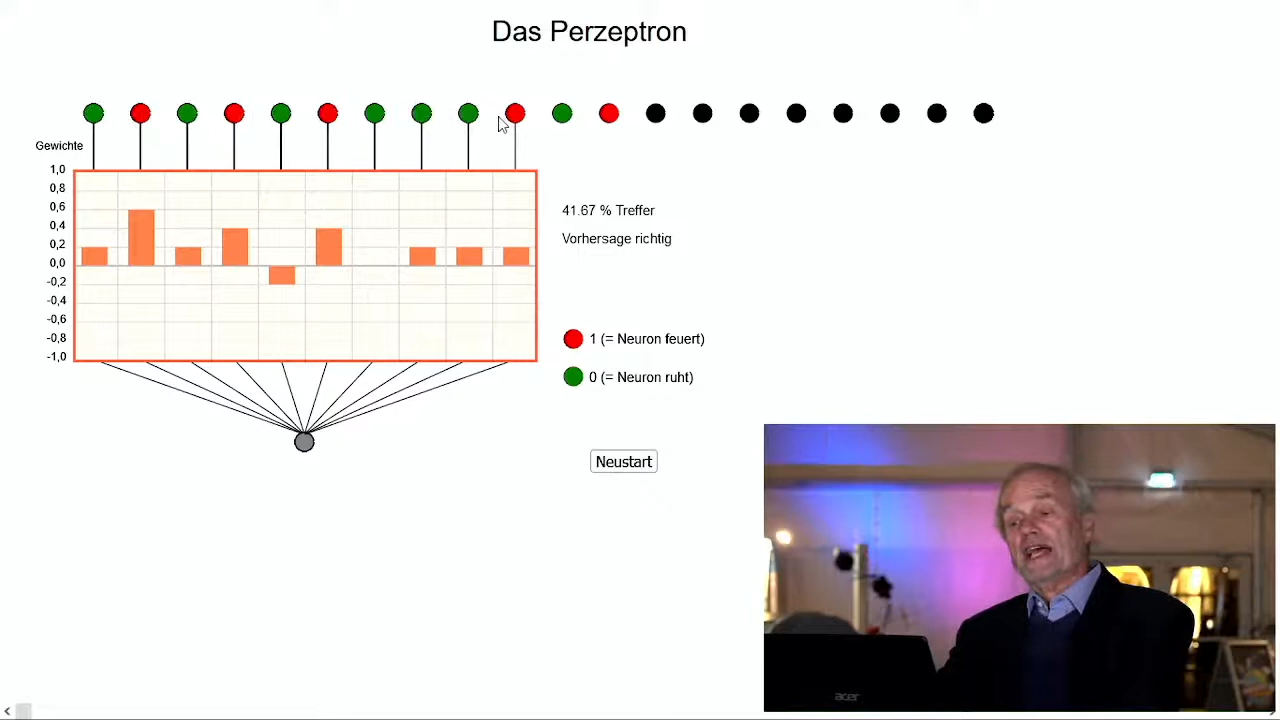 Das Perzeptron
Gewichte
1,0
0,8
0,6
0,4
0,2
0,0
-0,2
-0,4
-0,6
-0,8
-1,0
41.67 % Treffer
Vorhersage richtig
1 (= Neuron feuert)
0 (= Neuron ruht)
Neustart
acer